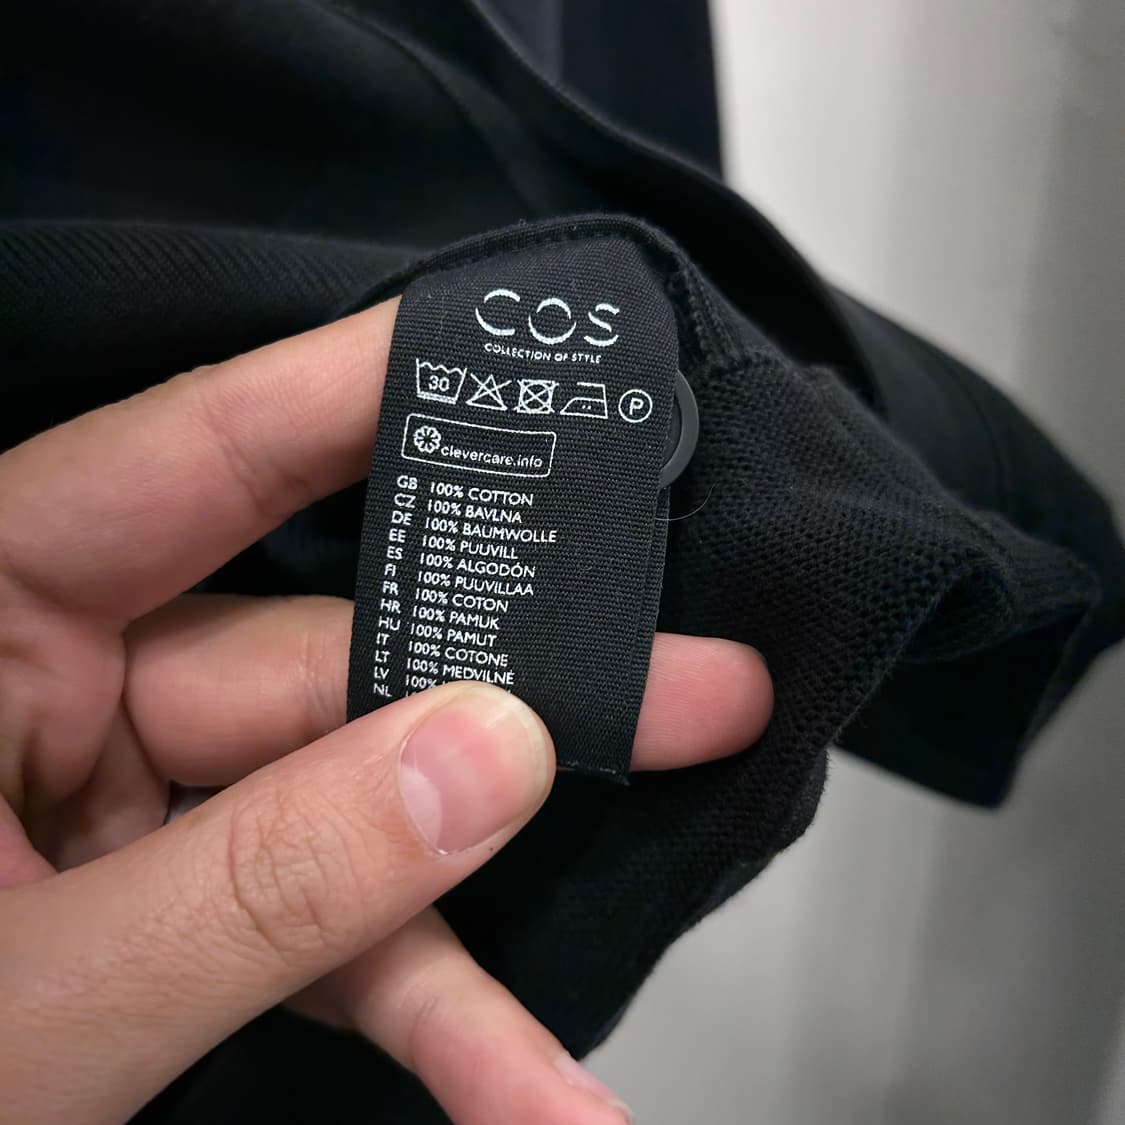 COS
COLLECTION OF STYLE
30 P
clevercare.info
GB 100% COTTON
CZ 100% BAVLNA
DE 100% BAUMWOLLE
EE 100% PUUVILL
ES 100% ALGODÓN
FI 100% PUUVILLAA
FR 100% COTON
HR 100% PAMUK
HU 100% PAMUT
IT 100% COTONE
LT 100% MEDVILNĖ
LV 100%
NL